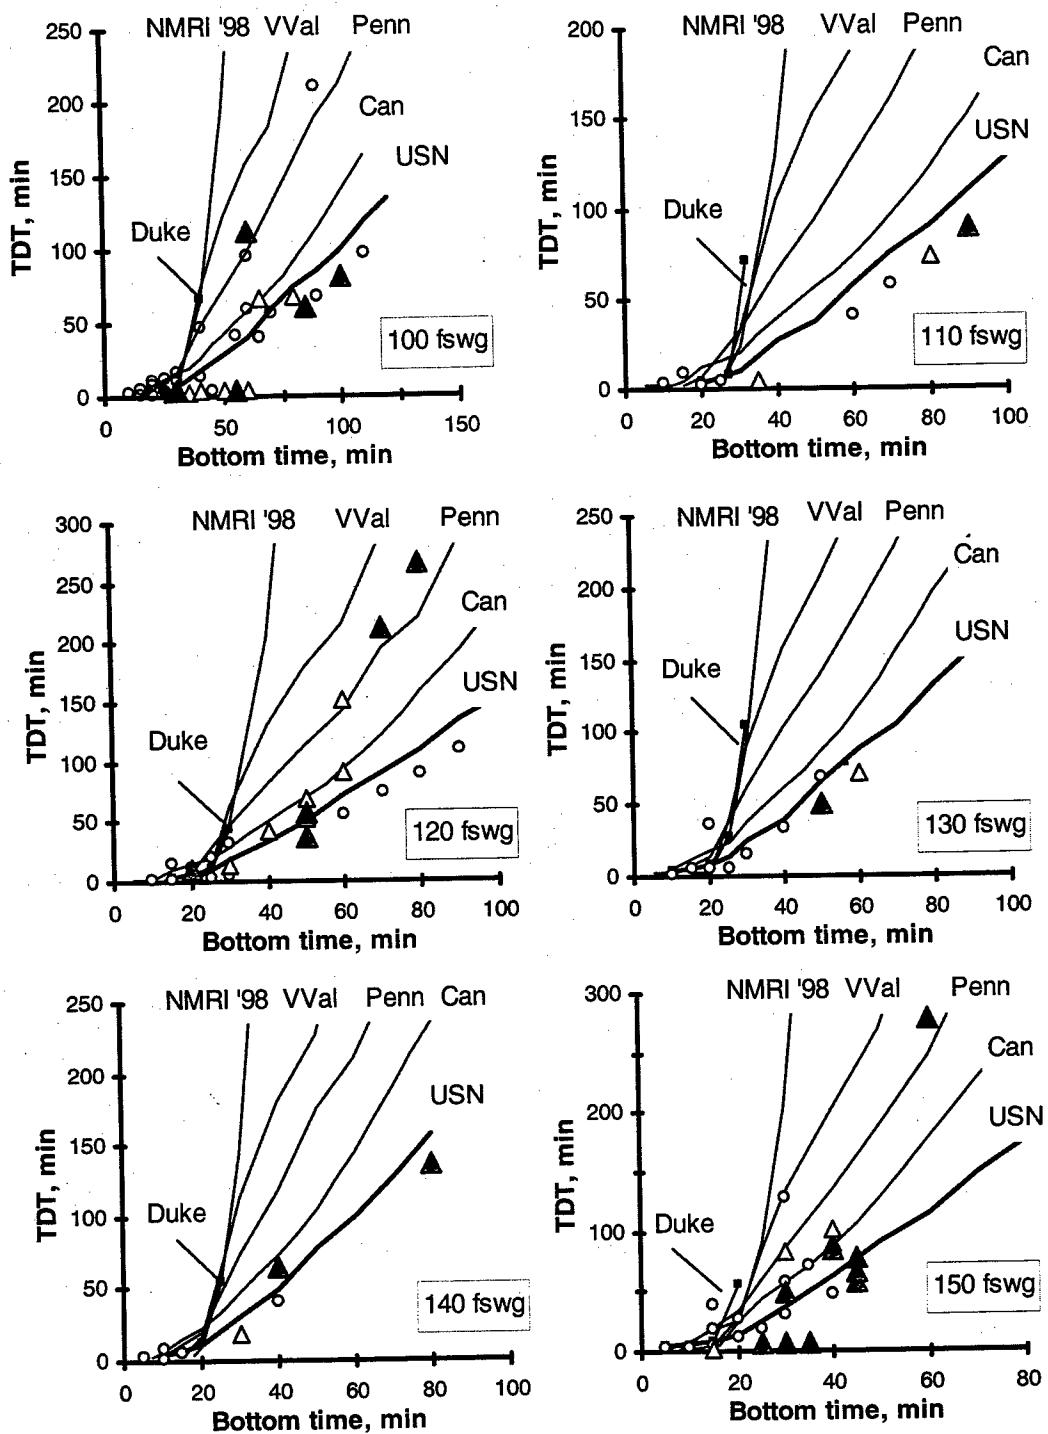 NMRI '98 VVal Penn
Can
USN
Duke
TDT, min
250
200
150
100
50
0
100 fswg
0 50 100 150
Bottom time, min
NMRI '98 VVal Penn
Can
USN
Duke
TDT, min
200
150
100
50
0
110 fswg
0 20 40 60 80 100
Bottom time, min
NMRI '98 VVal Penn
Can
USN
Duke
TDT, min
300
250
200
150
100
50
0
120 fswg
0 20 40 60 80 100
Bottom time, min
NMRI '98 VVal Penn
Can
USN
Duke
TDT, min
250
200
150
100
50
0
130 fswg
0 20 40 60 80 100
Bottom time, min
NMRI '98 VVal Penn Can
USN
Duke
TDT, min
250
200
150
100
50
0
140 fswg
0 20 40 60 80 100
Bottom time, min
NMRI '98 VVal Penn
Can
USN
Duke
TDT, min
300
200
100
0
150 fswg
0 20 40 60 80
Bottom time, min